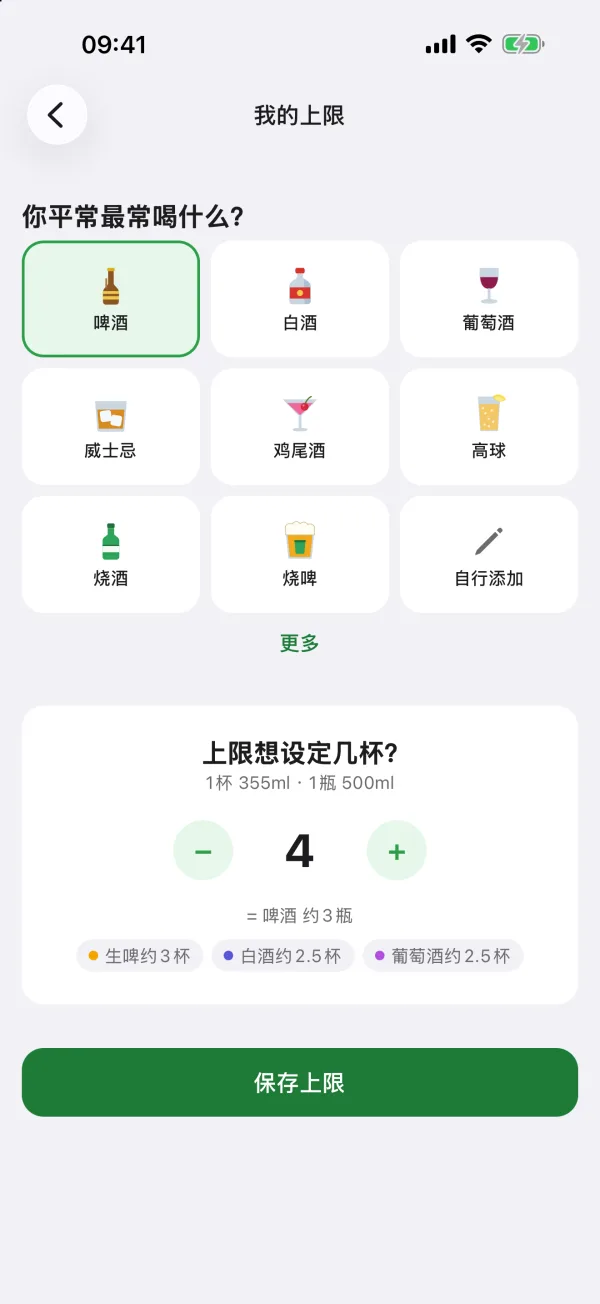 09:41
我的上限
你平常最常喝什么?
啤酒
白酒
葡萄酒
威士忌
鸡尾酒
高球
烧酒
烧啤
自行添加
更多
上限想设定几杯?
1杯 355ml · 1瓶 500ml
− 4 +
= 啤酒 约3瓶
生啤约3杯 白酒约2.5杯 葡萄酒约2.5杯
保存上限